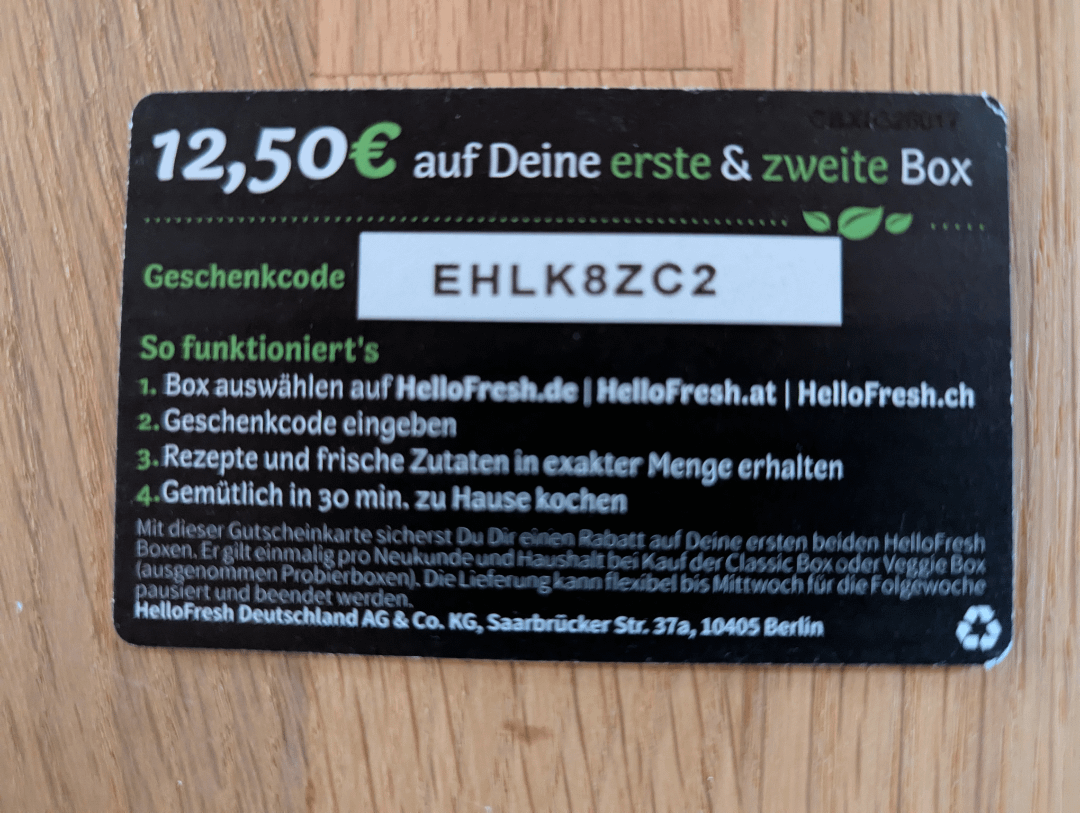 12,50€ auf Deine erste & zweite Box
Geschenkcode EHLK8ZC2
So funktioniert's
1. Box auswählen auf HelloFresh.de | HelloFresh.at | HelloFresh.ch
2. Geschenkcode eingeben
3. Rezepte und frische Zutaten in exakter Menge erhalten
4. Gemütlich in 30 min. zu Hause kochen
Mit dieser Gutscheinkarte sicherst Du Dir einen Rabatt auf Deine ersten beiden HelloFresh
Boxen. Er gilt einmalig pro Neukunde und Haushalt bei Kauf der Classic Box oder Veggie Box
(ausgenommen Probierboxen). Die Lieferung kann flexibel bis Mittwoch für die Folgewoche
pausiert und beendet werden.
HelloFresh Deutschland AG & Co. KG, Saarbrücker Str. 37a, 10405 Berlin